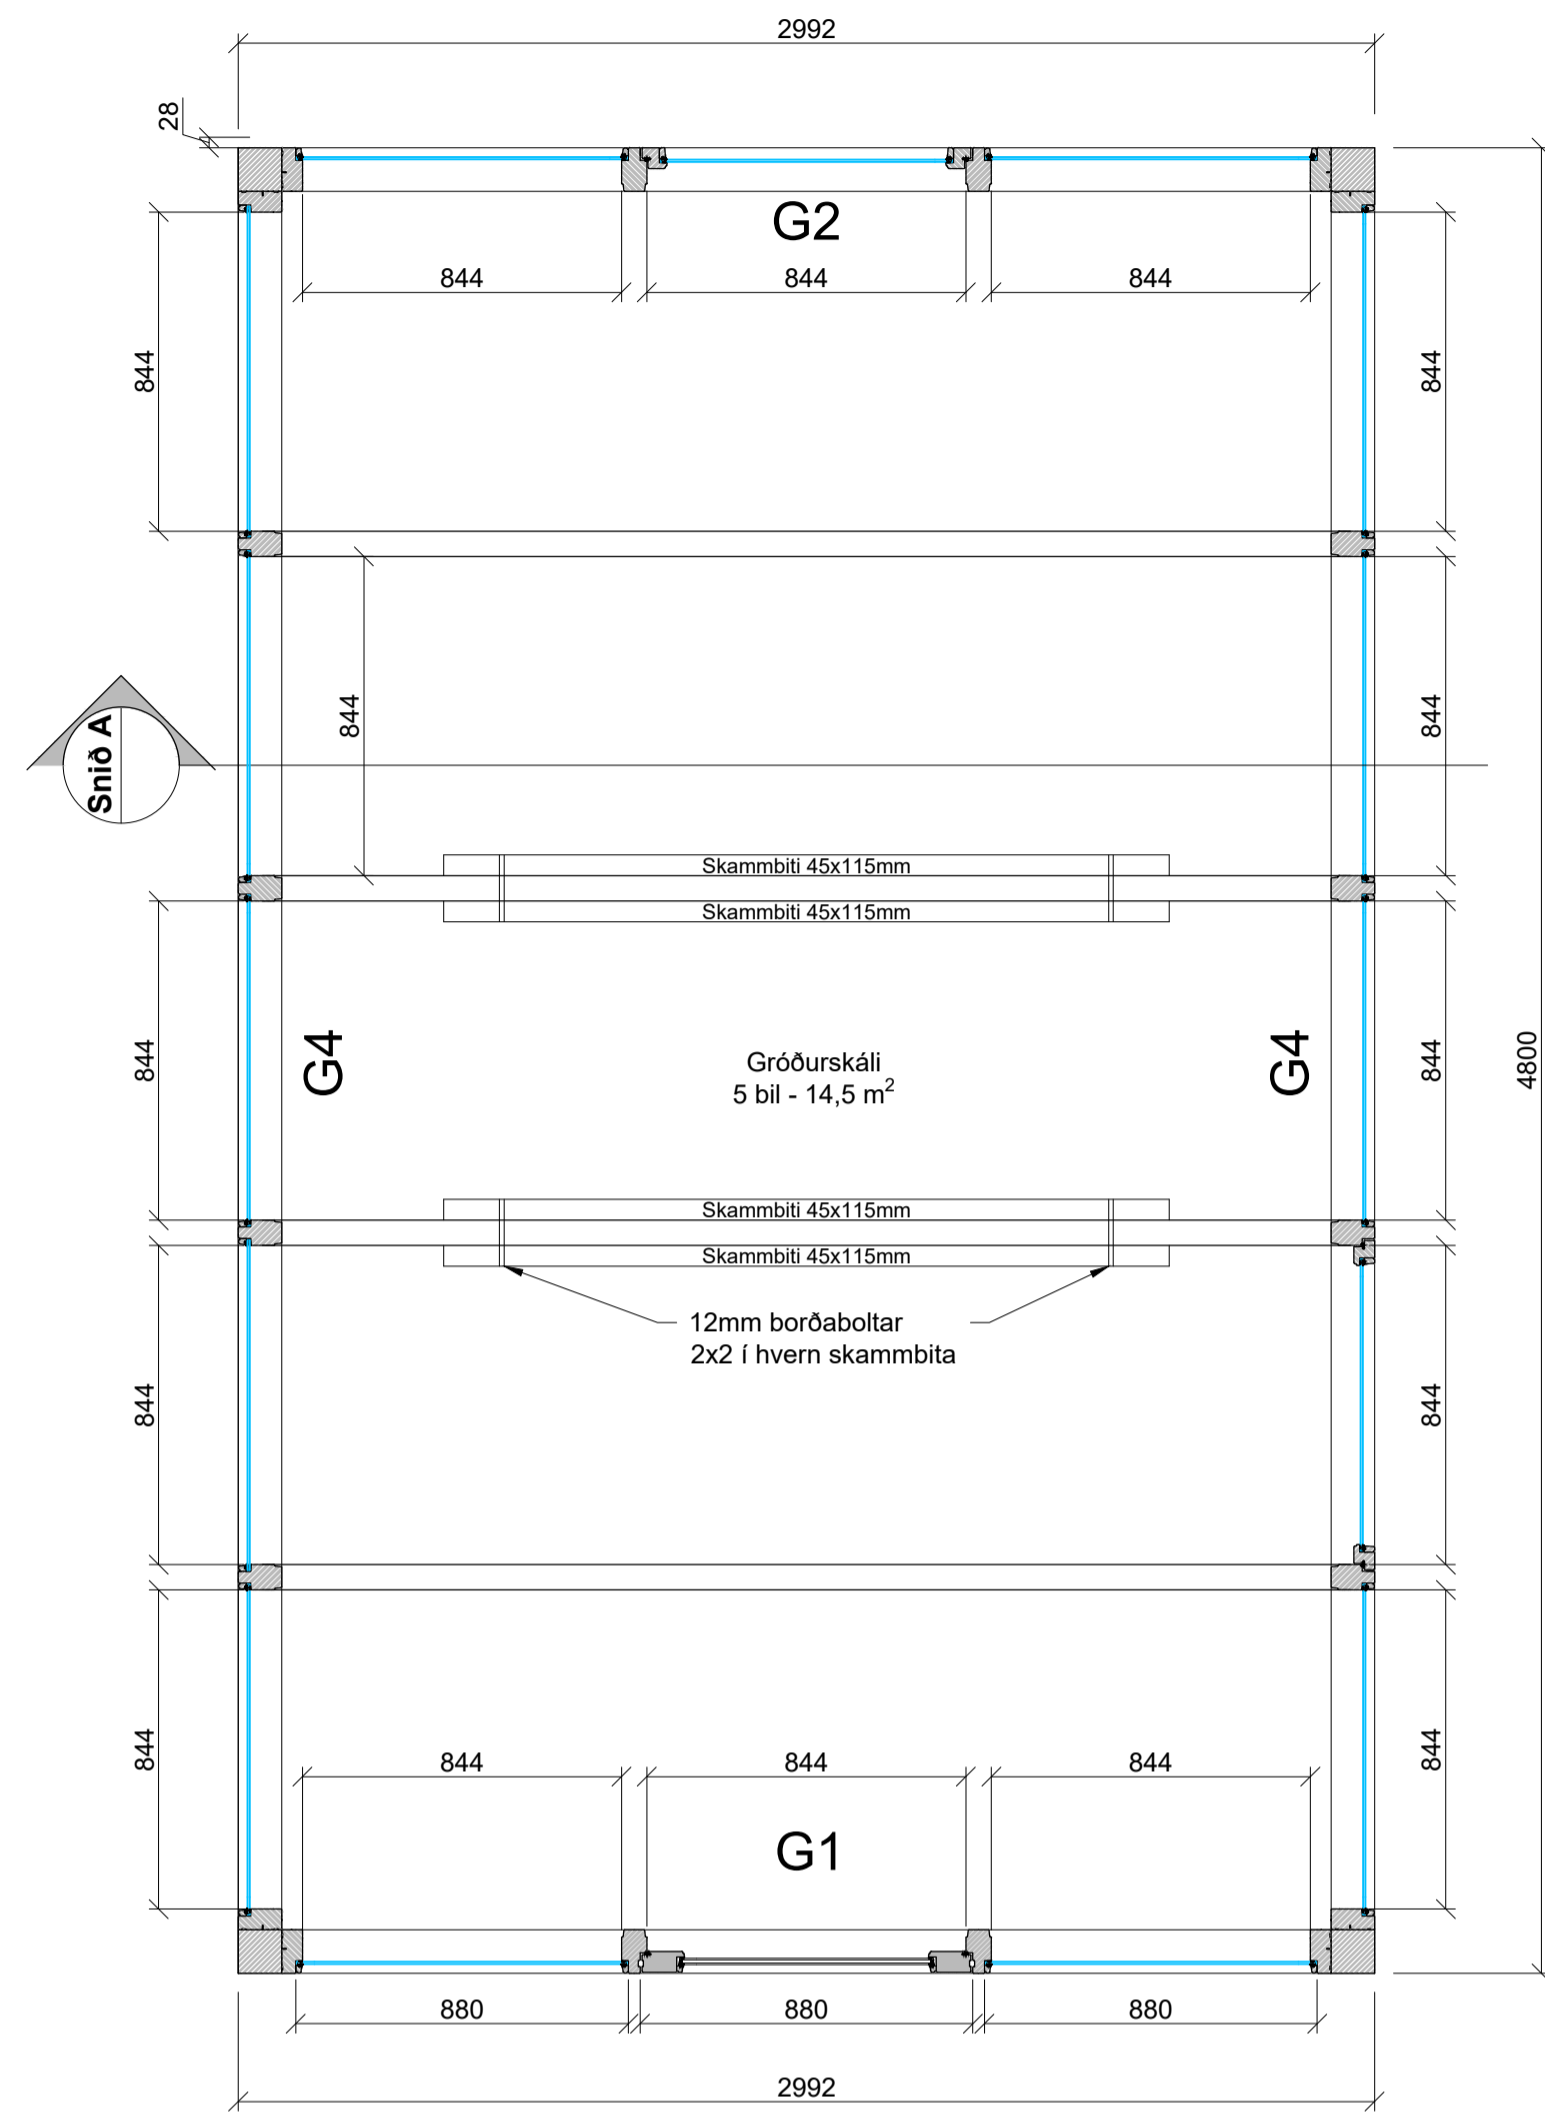 2992
28
G2
844 844 844
844 844
844 844
Snið A
Skammbiti 45x115mm
Skammbiti 45x115mm
G4 G4
844 844
Gróðurskáli
5 bil - 14,5 m²
4800
Skammbiti 45x115mm
Skammbiti 45x115mm
12mm borðaboltar
2x2 í hvern skammbita
844 844
844 844
844 844 844
G1
880 880 880
2992